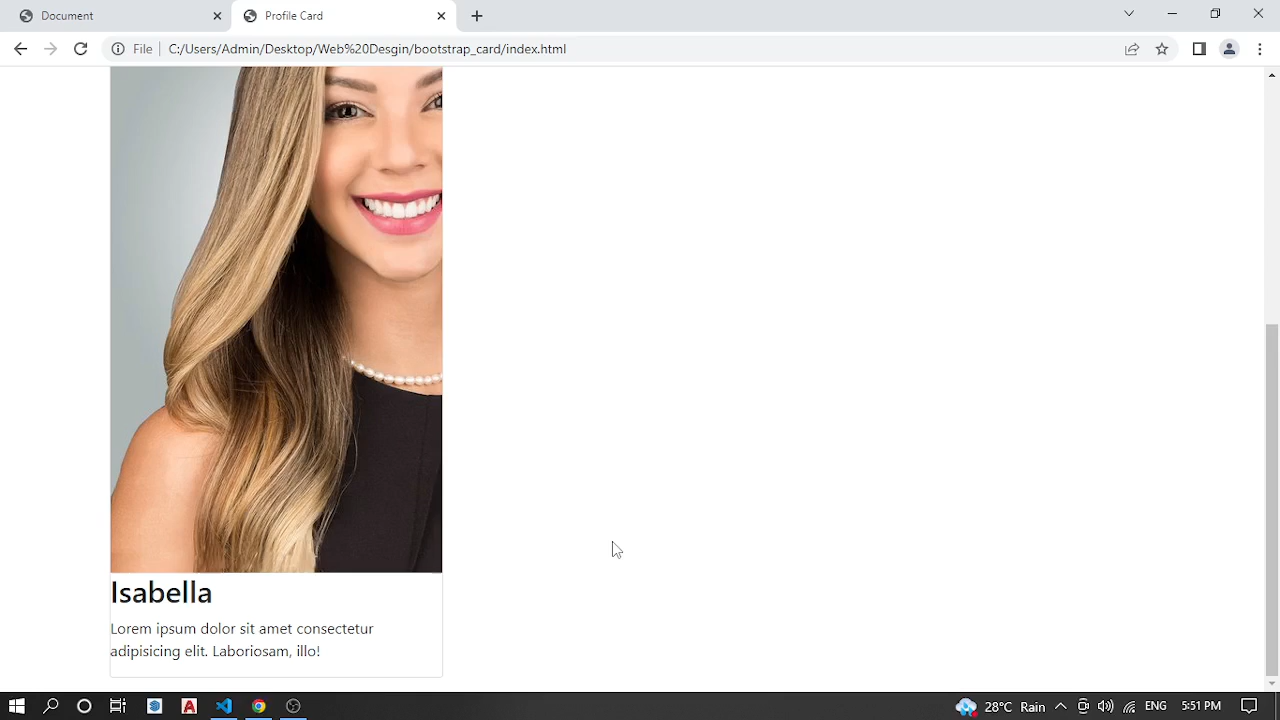 Document
Profile Card
File
C:/Users/Admin/Desktop/Web%20Desgin/bootstrap_card/index.html
Isabella
Lorem ipsum dolor sit amet consectetur
adipisicing elit. Laboriosam, illo!
28°C Rain
ENG
5:51 PM